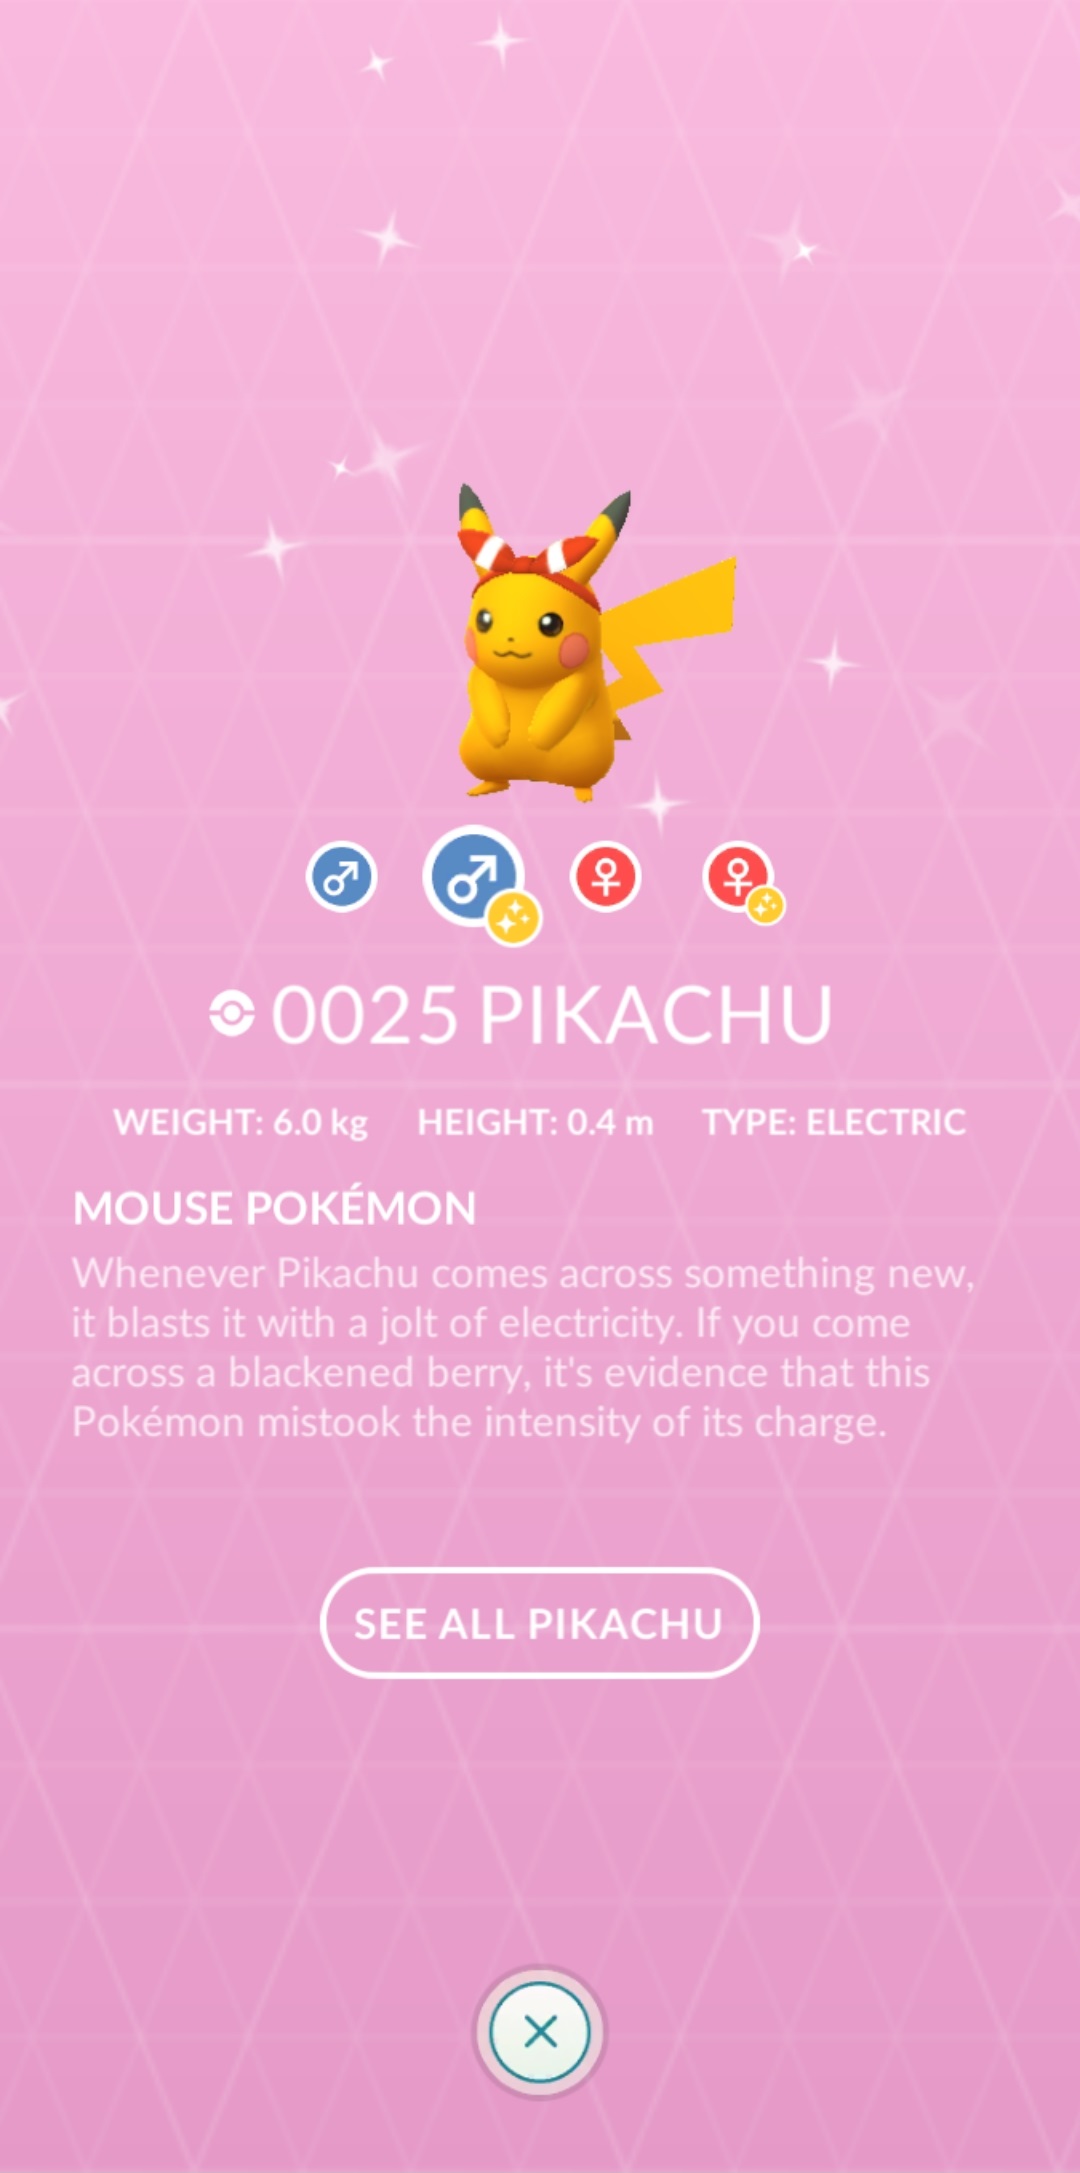 0025 PIKACHU
WEIGHT: 6.0 kg HEIGHT: 0.4 m TYPE: ELECTRIC
MOUSE POKÉMON
Whenever Pikachu comes across something new,
it blasts it with a jolt of electricity. If you come
across a blackened berry, it's evidence that this
Pokémon mistook the intensity of its charge.
SEE ALL PIKACHU